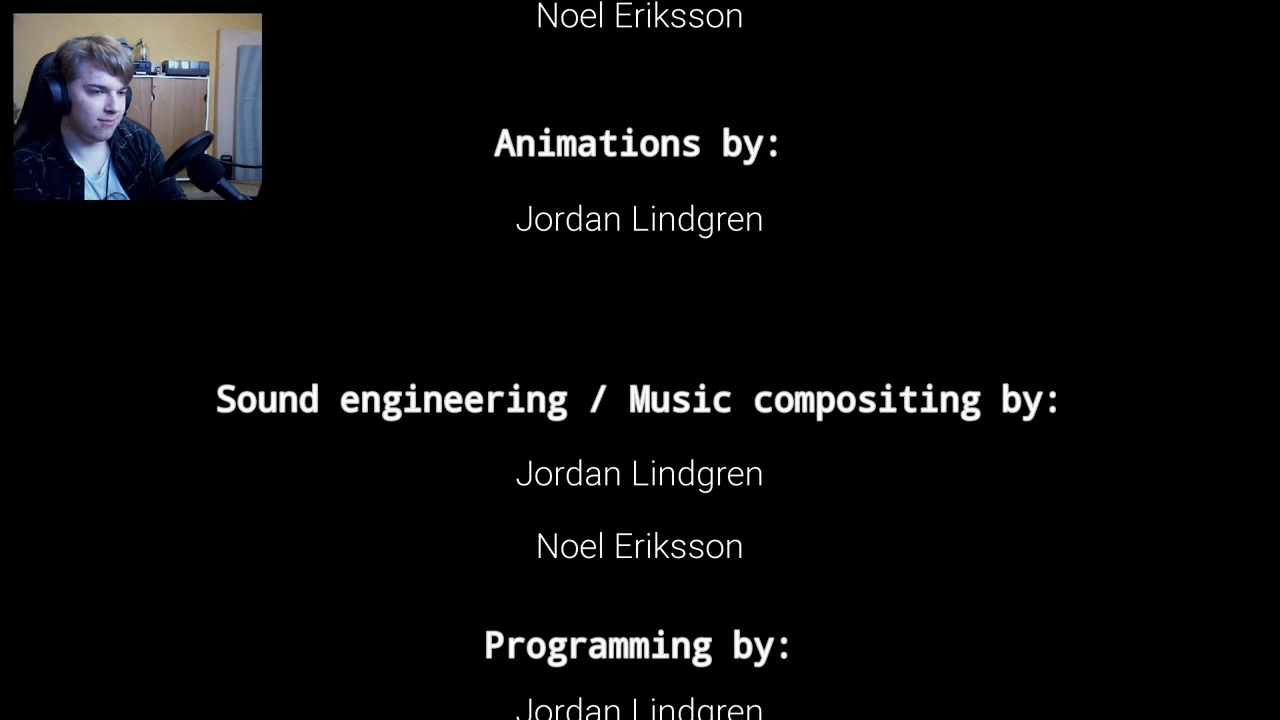 Noel Eriksson
Animations by:
Jordan Lindgren
Sound engineering / Music compositing by:
Jordan Lindgren
Noel Eriksson
Programming by:
Jordan Lindgren